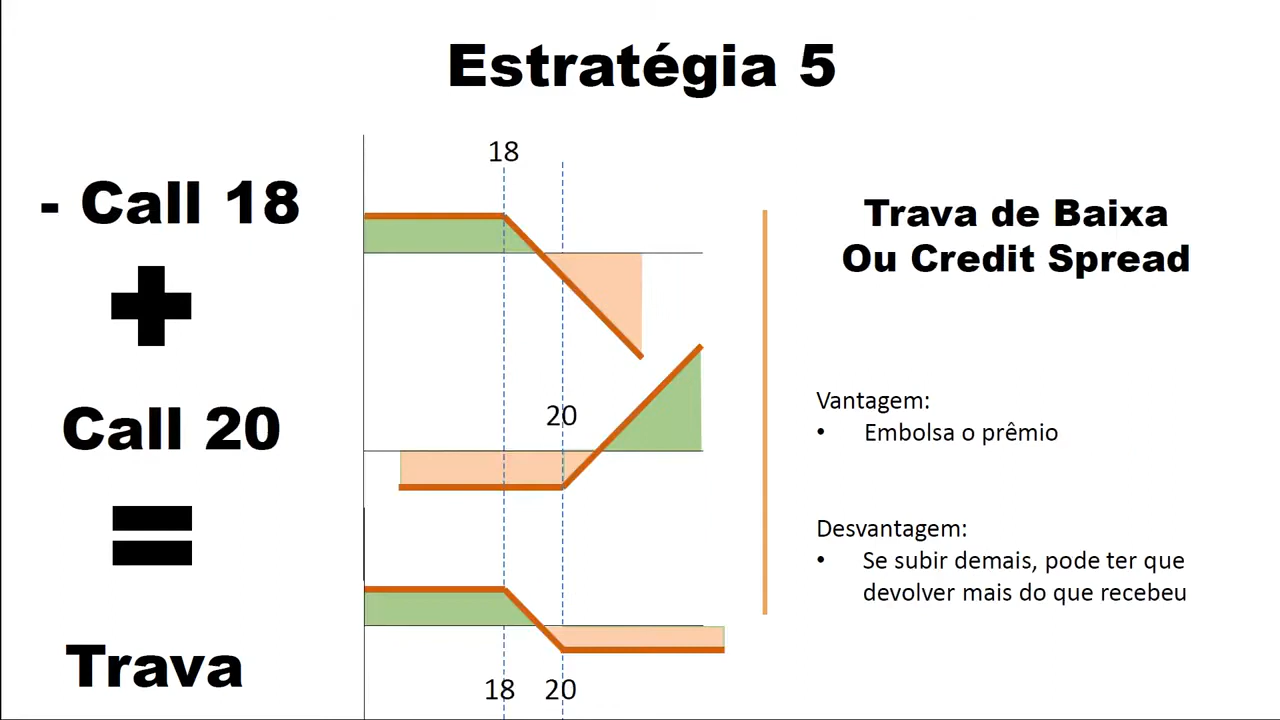 Estratégia 5
- Call 18
+
Call 20
=
Trava
18
20
18 20
Trava de Baixa
Ou Credit Spread
Vantagem:
• Embolsa o prêmio
Desvantagem:
• Se subir demais, pode ter que
devolver mais do que recebeu